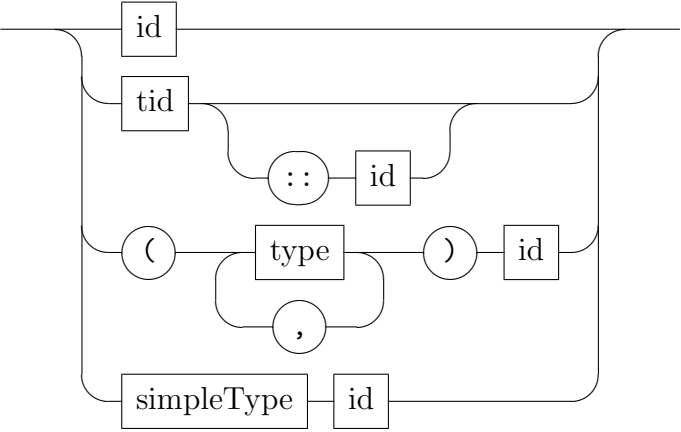 id
tid
:: id
( type ) id
,
simpleType id